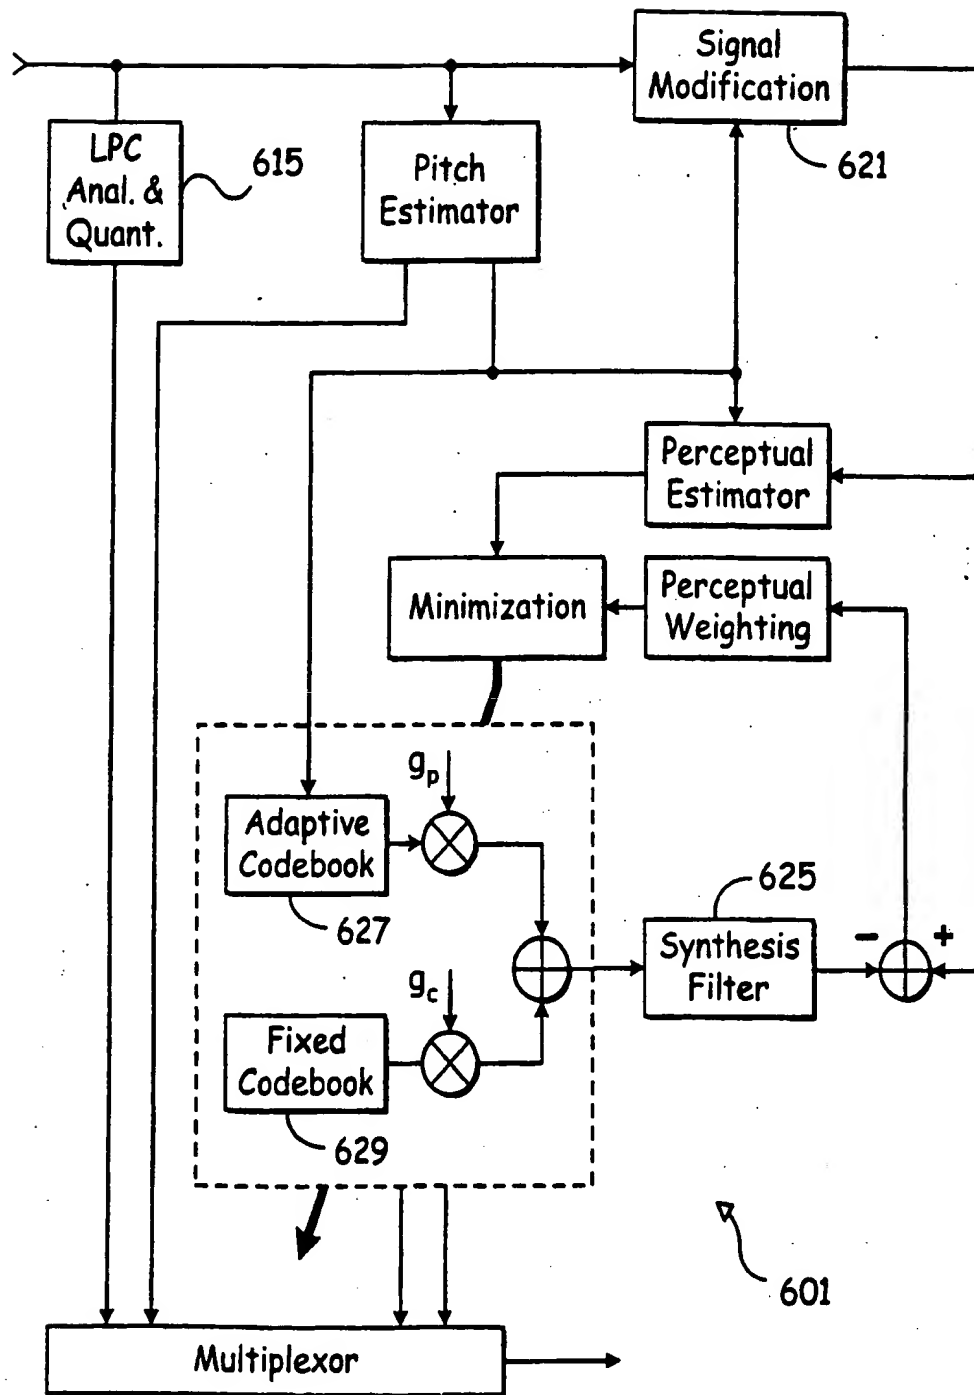 Signal
Modification
621
LPC
Anal. &
Quant.
615
Pitch
Estimator
Perceptual
Estimator
Minimization
Perceptual
Weighting
gp
Adaptive
Codebook
627
625
Synthesis
Filter
-
+
gc
Fixed
Codebook
629
601
Multiplexor